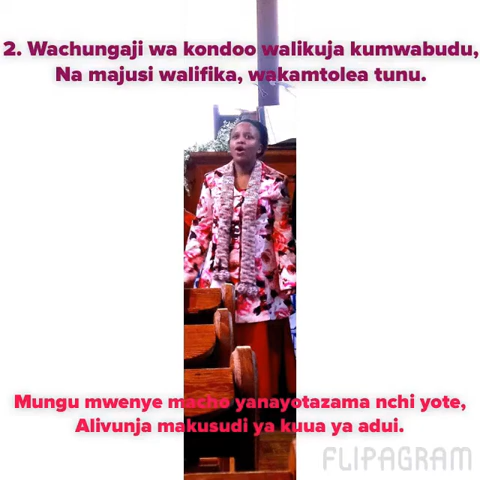 2. Wachungaji wa kondoo walikuja kumwabudu,
Na majusi walifika, wakamtolea tunu.
Mungu mwenye macho yanayotazama nchi yote,
Alivunja makusudi ya kuua ya adui.
FLIPAGRAM